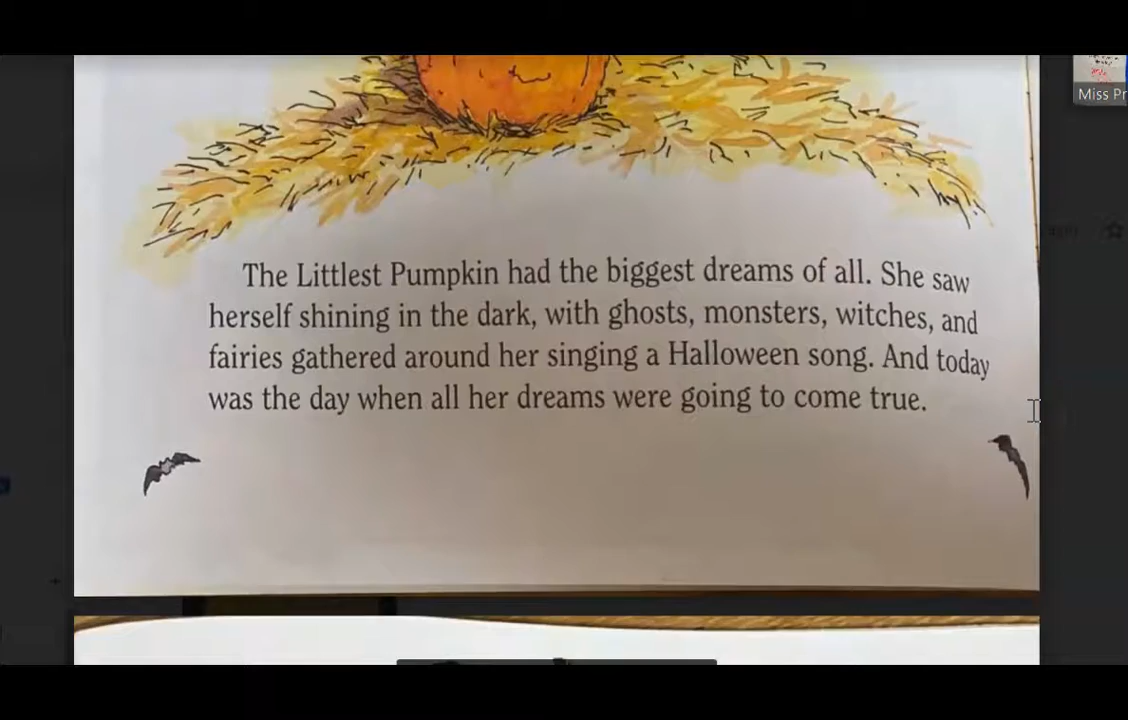 Miss Pr
The Littlest Pumpkin had the biggest dreams of all. She saw
herself shining in the dark, with ghosts, monsters, witches, and
fairies gathered around her singing a Halloween song. And today
was the day when all her dreams were going to come true.